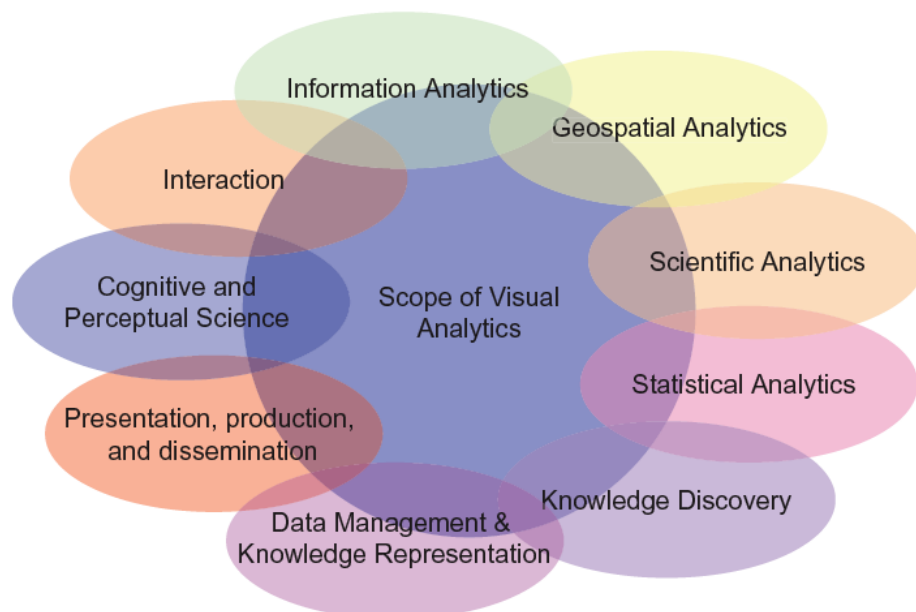 Information Analytics
Geospatial Analytics
Interaction
Scientific Analytics
Cognitive and
Perceptual Science
Scope of Visual
Analytics
Statistical Analytics
Presentation, production,
and dissemination
Knowledge Discovery
Data Management &
Knowledge Representation